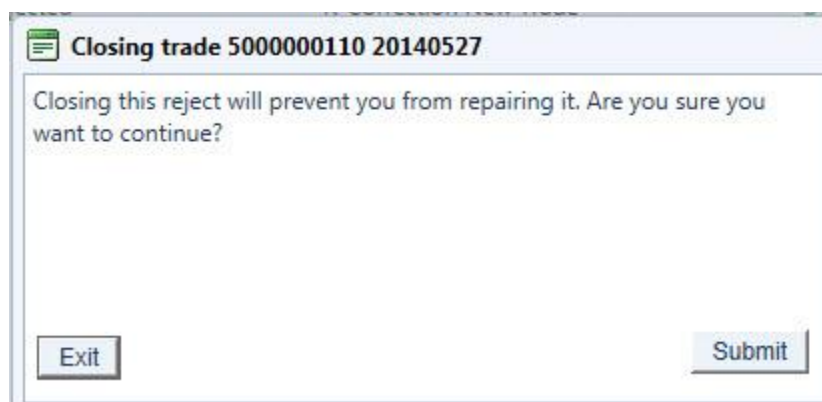 Closing trade 5000000110 20140527
Closing this reject will prevent you from repairing it. Are you sure you
want to continue?
Exit
Submit